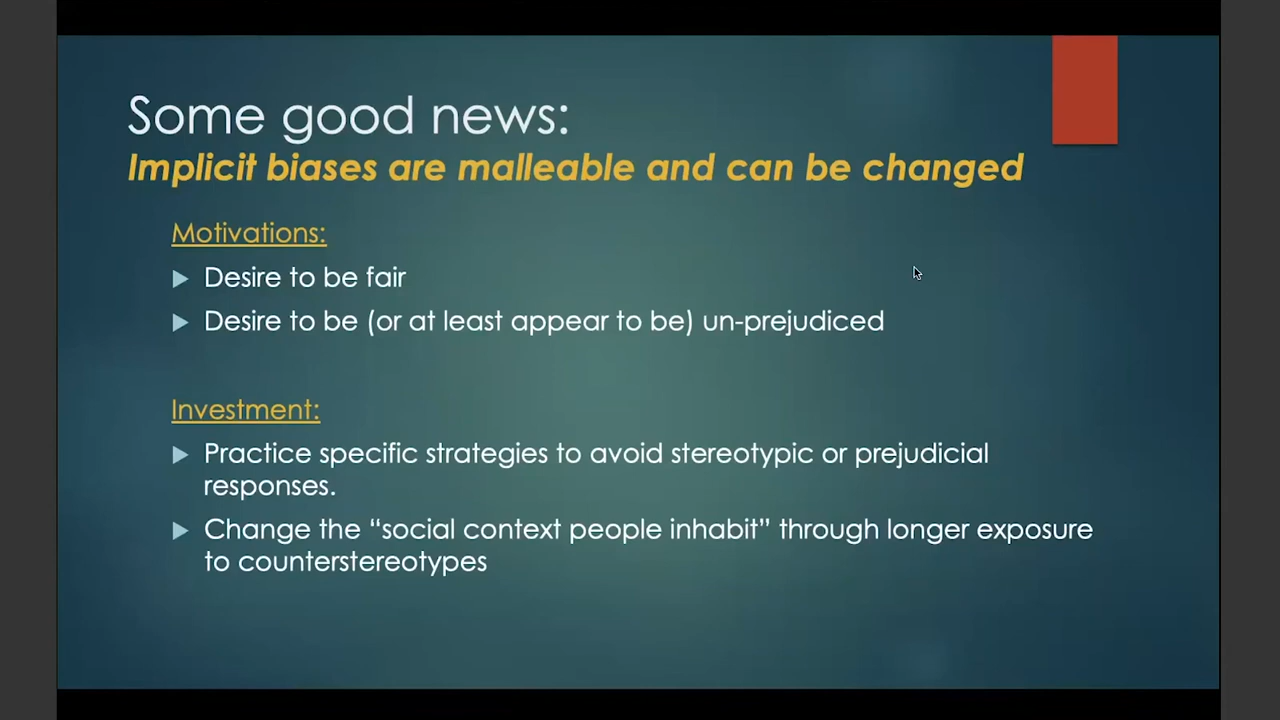 Some good news:
Implicit biases are malleable and can be changed
Motivations:
Desire to be fair
Desire to be (or at least appear to be) un-prejudiced
Investment:
Practice specific strategies to avoid stereotypic or prejudicial
responses.
Change the “social context people inhabit” through longer exposure
to counterstereotypes